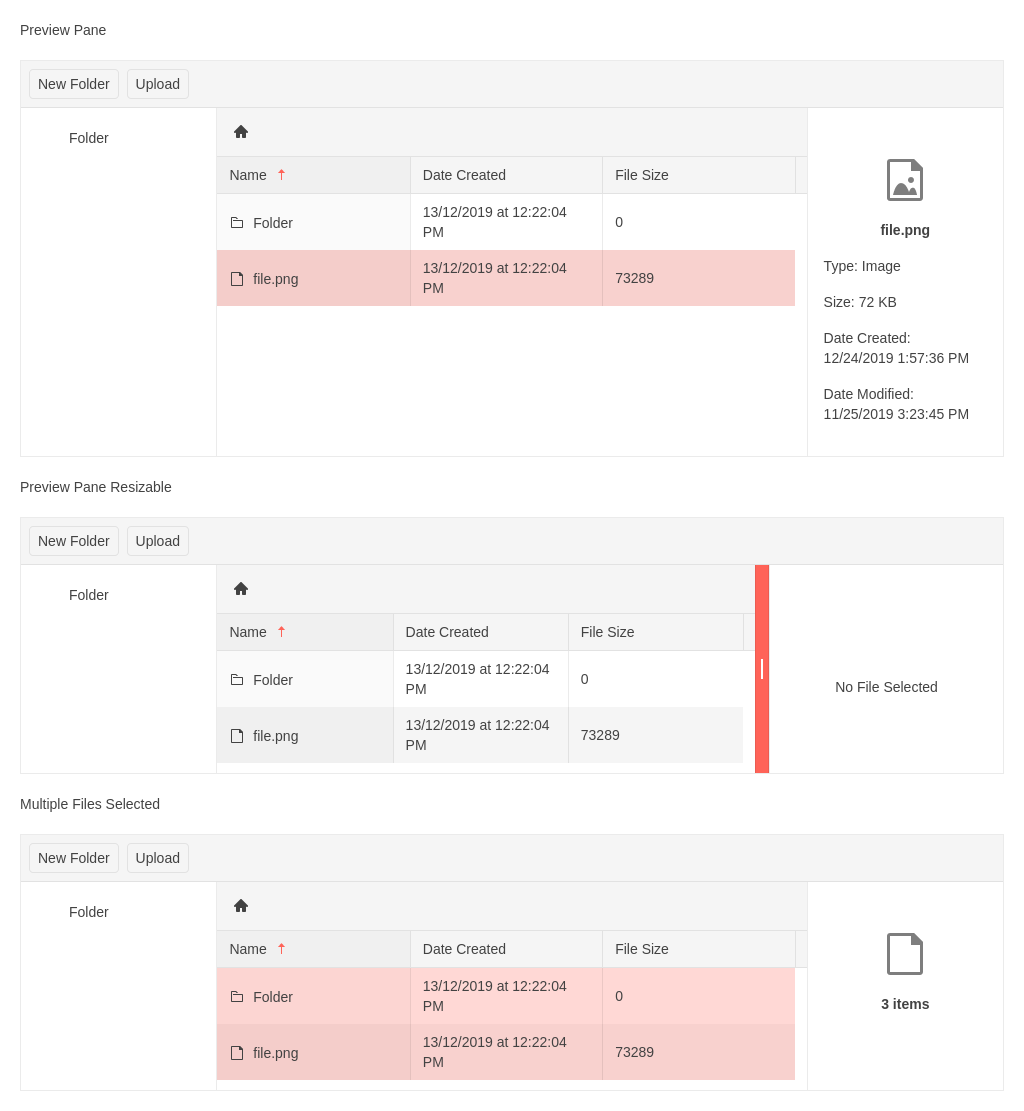 Preview Pane
New Folder Upload
Folder
Name Date Created File Size
Folder 13/12/2019 at 12:22:04 PM 0
file.png 13/12/2019 at 12:22:04 PM 73289
file.png
Type: Image
Size: 72 KB
Date Created:
12/24/2019 1:57:36 PM
Date Modified:
11/25/2019 3:23:45 PM
Preview Pane Resizable
New Folder Upload
Folder
Name Date Created File Size
Folder 13/12/2019 at 12:22:04 PM 0
file.png 13/12/2019 at 12:22:04 PM 73289
No File Selected
Multiple Files Selected
New Folder Upload
Folder
Name Date Created File Size
Folder 13/12/2019 at 12:22:04 PM 0
file.png 13/12/2019 at 12:22:04 PM 73289
3 items